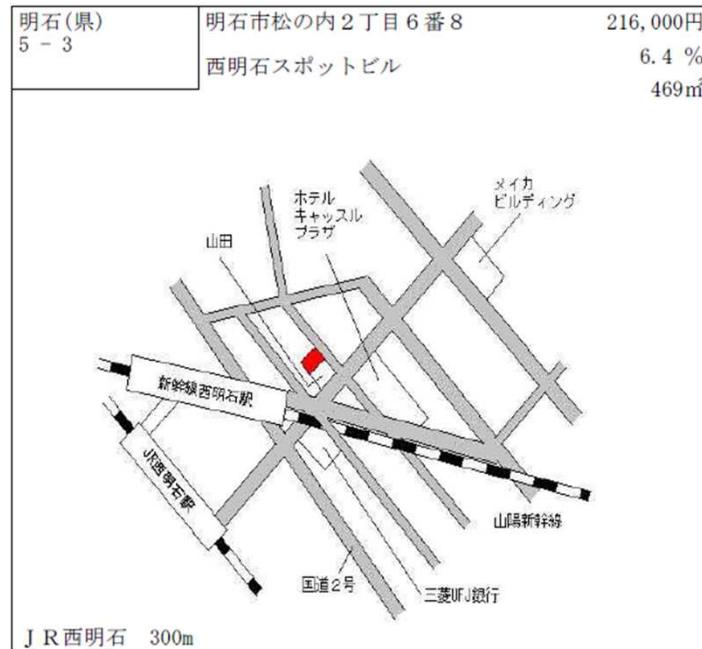 明石(県)
5 - 3
明石市松の内２丁目６番８
216,000円
西明石スポットビル
6.4 %
469㎡
メイカ
ビルディング
ホテル
キャッスル
プラザ
山田
新幹線西明石駅
JR西明石駅
山陽新幹線
国道２号
三菱UFJ銀行
ＪＲ西明石　300m